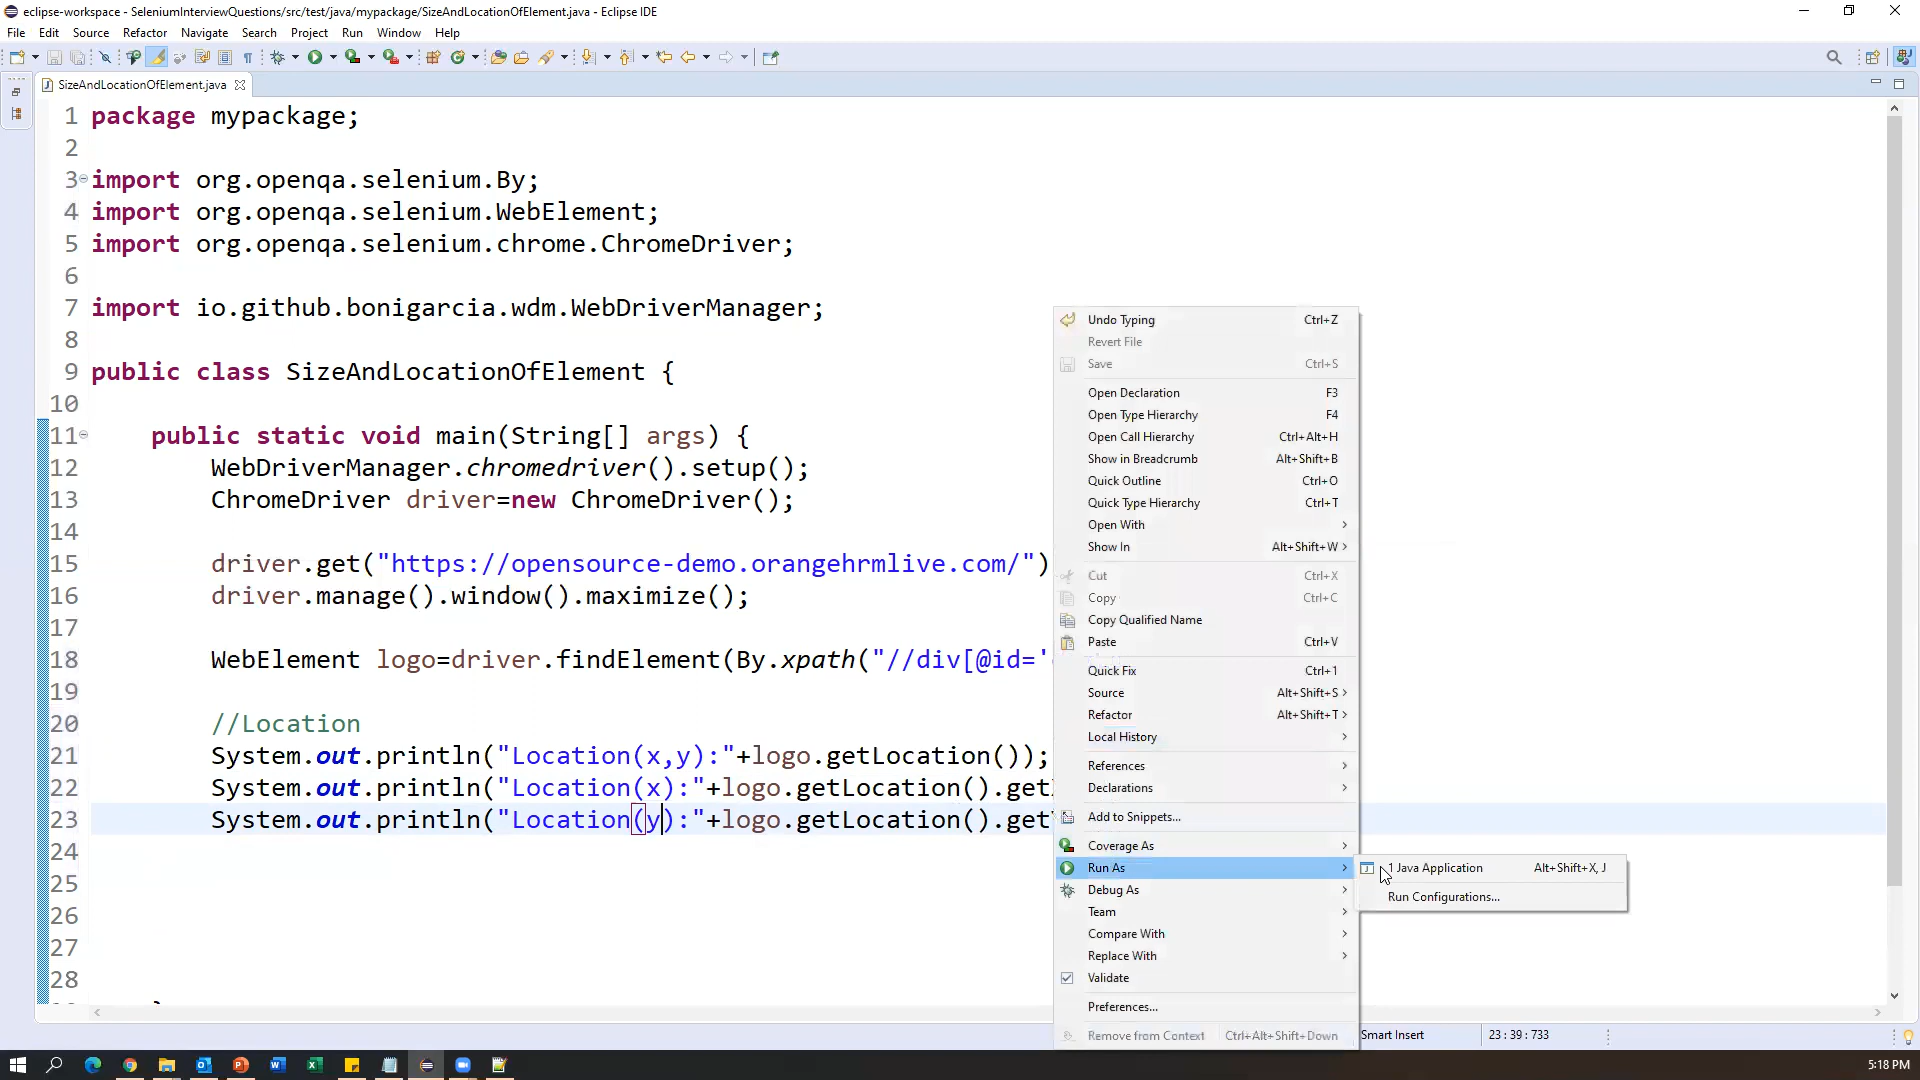 eclipse-workspace - SeleniumInterviewQuestions/src/test/java/mypackage/SizeAndLocationOfElement.java - Eclipse IDE
File Edit Source Refactor Navigate Search Project Run Window Help
SizeAndLocationOfElement.java
1 package mypackage;
2
3 import org.openqa.selenium.By;
4 import org.openqa.selenium.WebElement;
5 import org.openqa.selenium.chrome.ChromeDriver;
6
7 import io.github.bonigarcia.wdm.WebDriverManager;
8
9 public class SizeAndLocationOfElement {
10
11 public static void main(String[] args) {
12 WebDriverManager.chromedriver().setup();
13 ChromeDriver driver=new ChromeDriver();
14
15 driver.get("https://opensource-demo.orangehrmlive.com/")
16 driver.manage().window().maximize();
17
18 WebElement logo=driver.findElement(By.xpath("//div[@id='
19
20 //Location
21 System.out.println("Location(x,y):"+logo.getLocation());
22 System.out.println("Location(x):"+logo.getLocation().get
23 System.out.println("Location(y):"+logo.getLocation().get
24
25
26
27
28
Undo Typing Ctrl+Z
Revert File
Save Ctrl+S
Open Declaration F3
Open Type Hierarchy F4
Open Call Hierarchy Ctrl+Alt+H
Show in Breadcrumb Alt+Shift+B
Quick Outline Ctrl+O
Quick Type Hierarchy Ctrl+T
Open With
Show In Alt+Shift+W
Cut Ctrl+X
Copy Ctrl+C
Copy Qualified Name
Paste Ctrl+V
Quick Fix Ctrl+1
Source Alt+Shift+S
Refactor Alt+Shift+T
Local History
References
Declarations
Add to Snippets...
Coverage As
Run As
Debug As
Team
Compare With
Replace With
Validate
Preferences...
Remove from Context Ctrl+Alt+Shift+Down
1 Java Application Alt+Shift+X, J
Run Configurations...
Smart Insert 23 : 39 : 733
5:18 PM